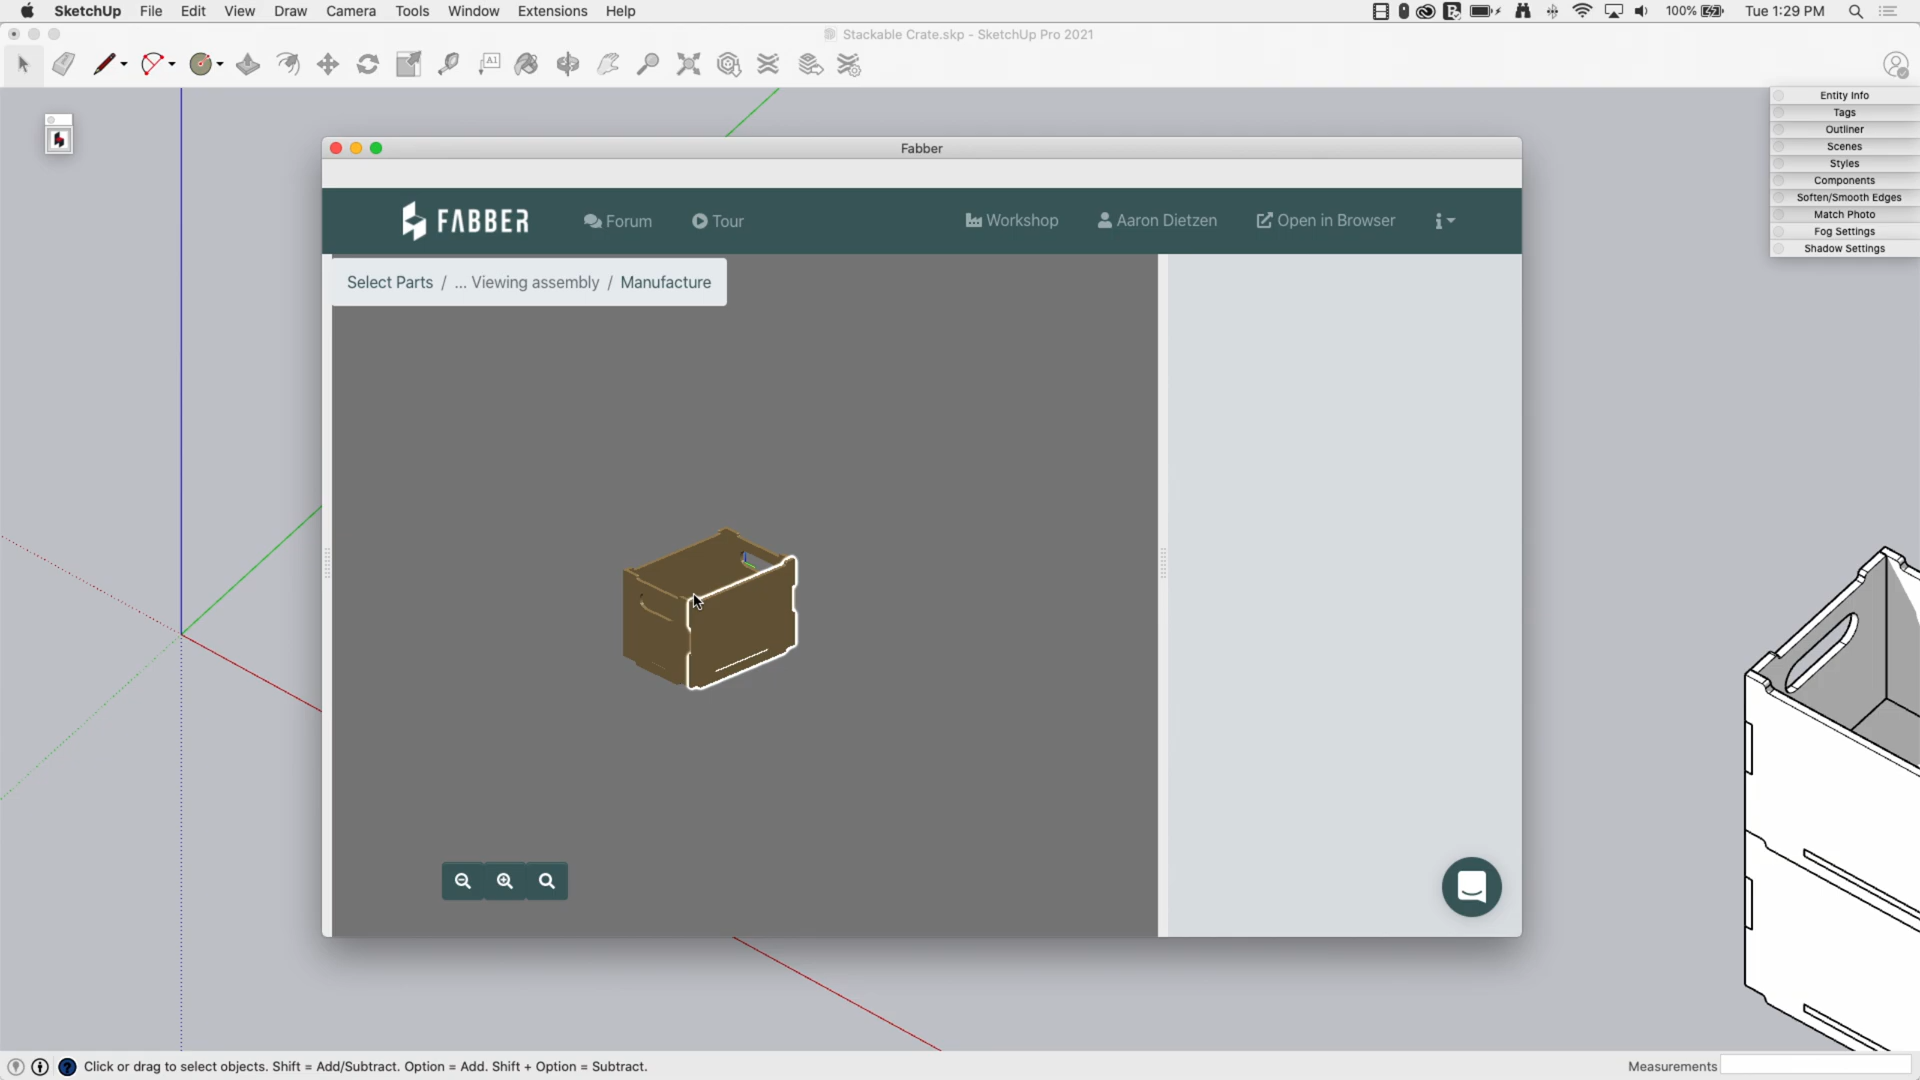 SketchUp File Edit View Draw Camera Tools Window Extensions Help 100% Tue 1:29 PM
Stackable Crate.skp - SketchUp Pro 2021
A1
Entity Info
Tags
Outliner
Scenes
Styles
Components
Soften/Smooth Edges
Match Photo
Fog Settings
Shadow Settings
Fabber
FABBER Forum Tour Workshop Aaron Dietzen Open in Browser
Select Parts / ... Viewing assembly / Manufacture
Click or drag to select objects. Shift = Add/Subtract. Option = Add. Shift + Option = Subtract. Measurements